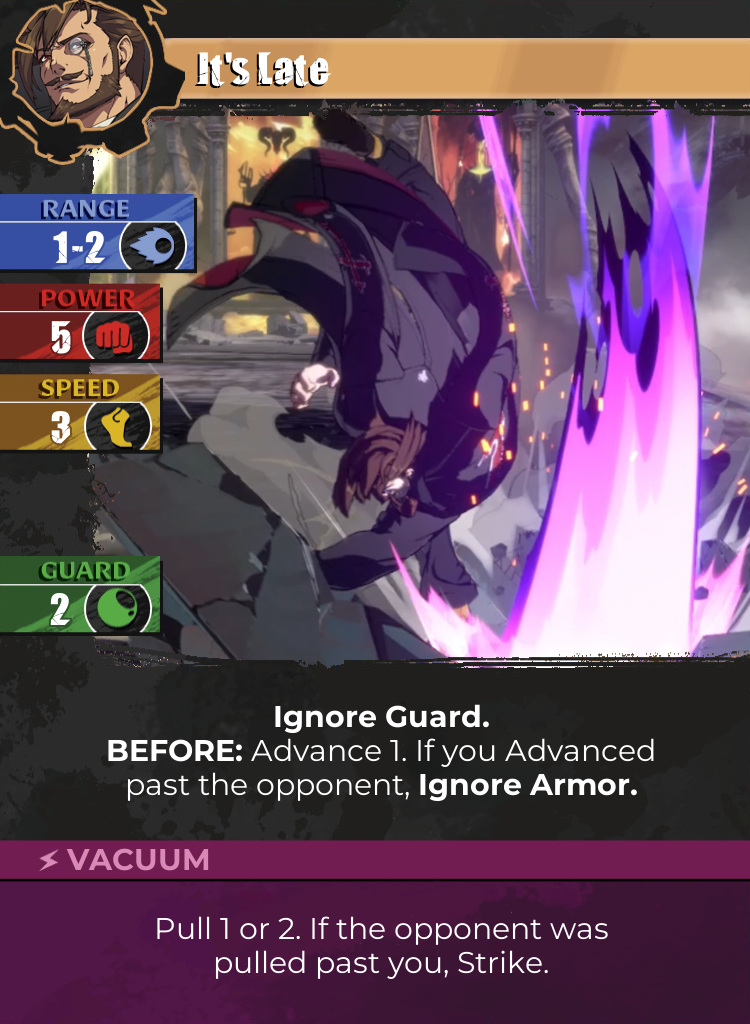 It's Late
RANGE
1-2
POWER
5
SPEED
3
GUARD
2
Ignore Guard.
BEFORE: Advance 1. If you Advanced
past the opponent, Ignore Armor.
VACUUM
Pull 1 or 2. If the opponent was
pulled past you, Strike.